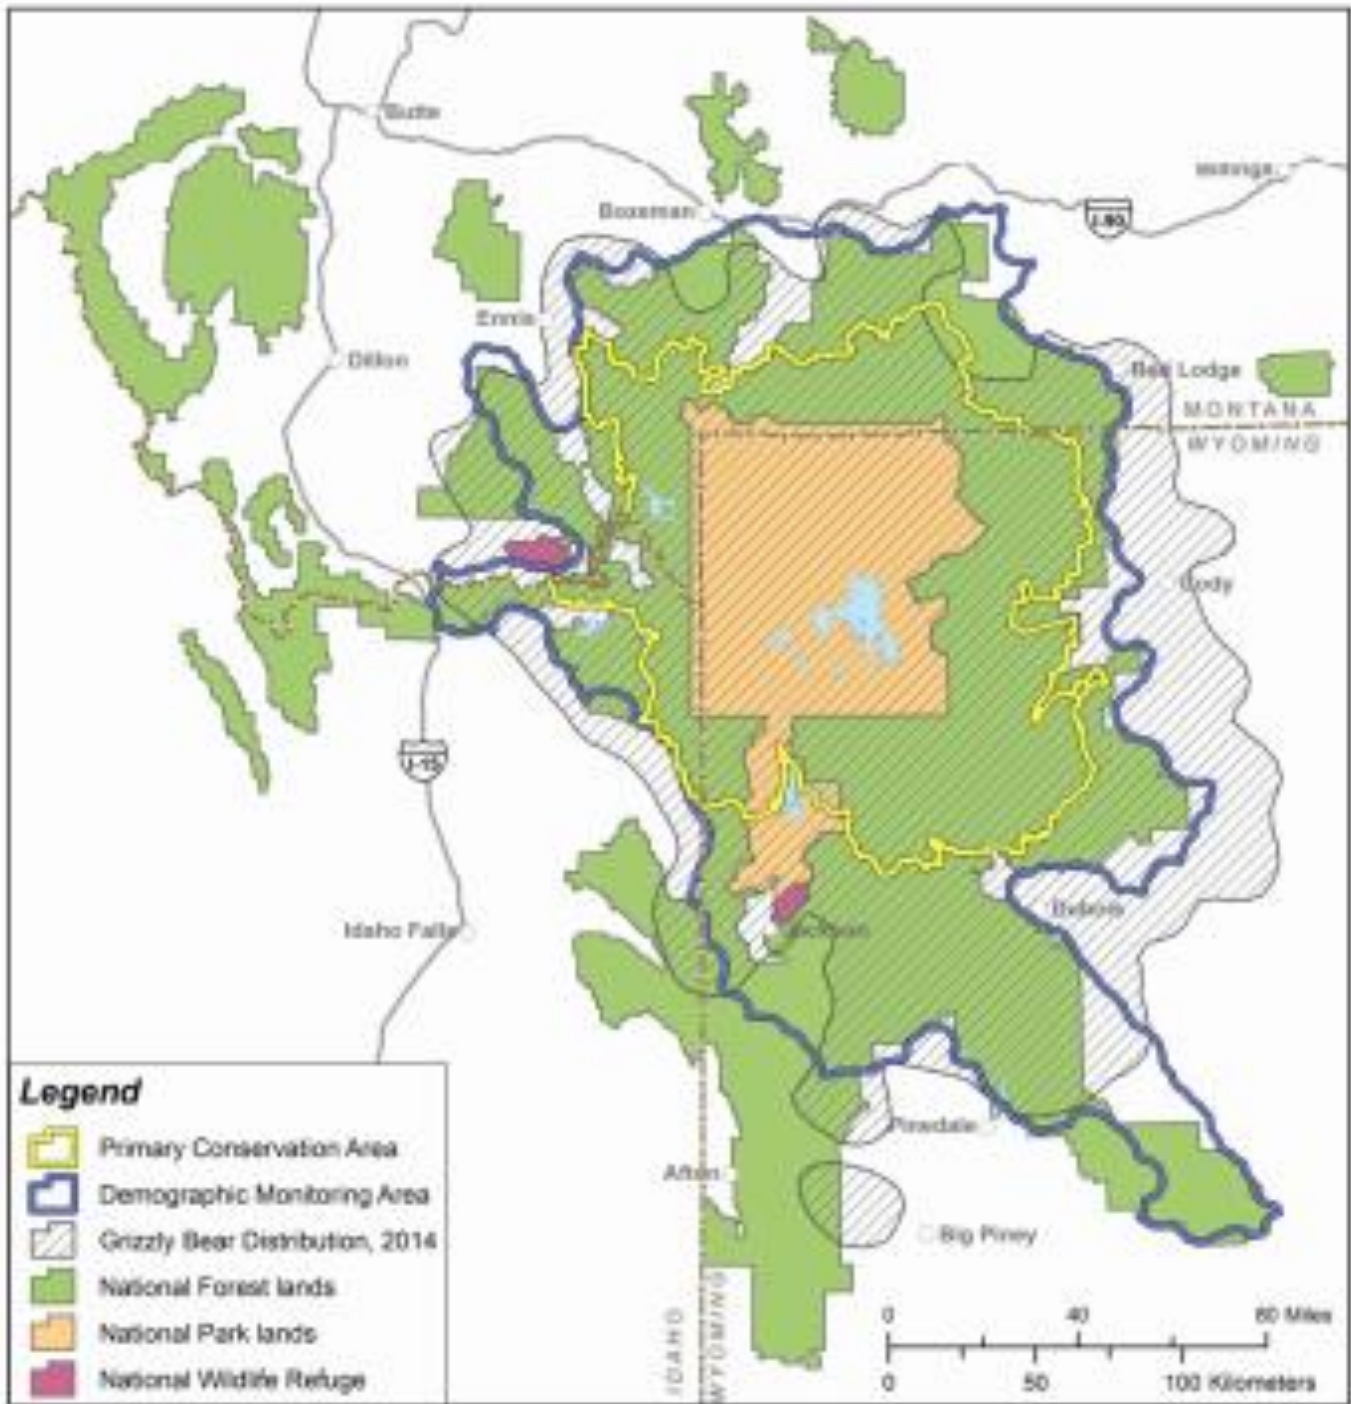 Butte
Billings
Bozeman
I-90
Ennis
Dillon
Red Lodge
MONTANA
WYOMING
Cody
I-15
Dubois
Idaho Falls
Jackson
Pinedale
Afton
Big Piney
IDAHO
WYOMING
Legend
Primary Conservation Area
Demographic Monitoring Area
Grizzly Bear Distribution, 2014
National Forest lands
National Park lands
National Wildlife Refuge
0 40 80 Miles
0 50 100 Kilometers